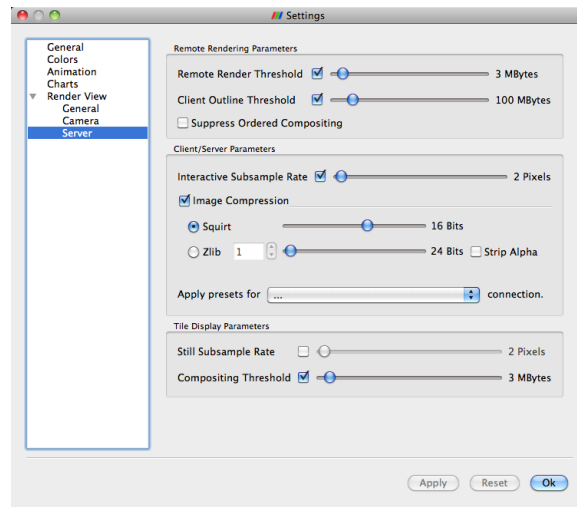 Settings
General
Colors
Animation
Charts
Render View
General
Camera
Server
Remote Rendering Parameters
Remote Render Threshold 3 MBytes
Client Outline Threshold 100 MBytes
Suppress Ordered Compositing
Client/Server Parameters
Interactive Subsample Rate 2 Pixels
Image Compression
Squirt 16 Bits
Zlib 1 24 Bits Strip Alpha
Apply presets for ... connection.
Tile Display Parameters
Still Subsample Rate 2 Pixels
Compositing Threshold 3 MBytes
Apply Reset Ok